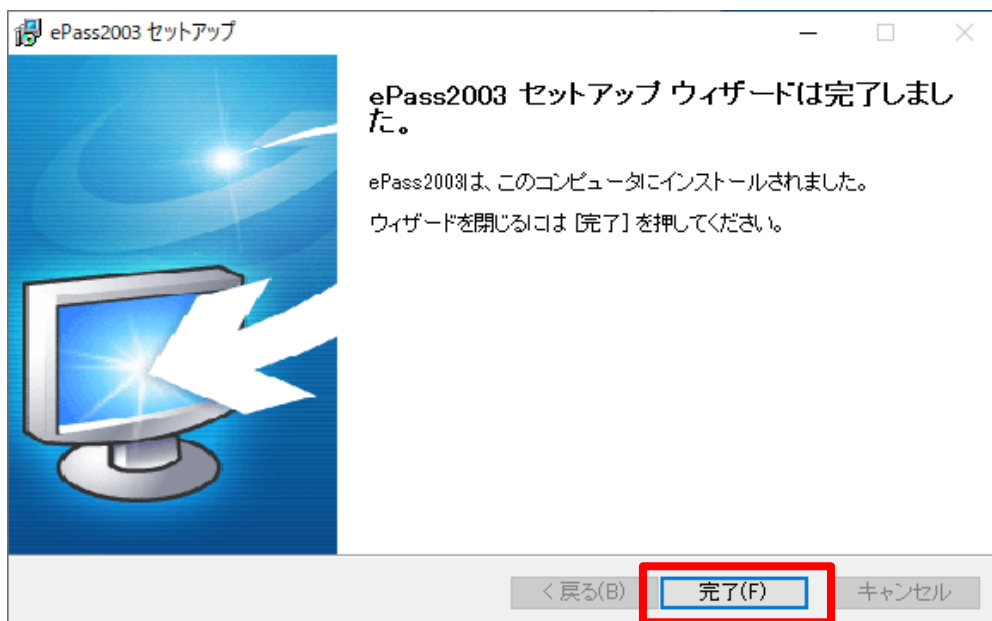 ePass2003 セットアップ
ePass2003 セットアップ ウィザードは完了しまし
た。
ePass2003は、このコンピュータにインストールされました。
ウィザードを閉じるには [完了] を押してください。
< 戻る(B)
完了(F)
キャンセル